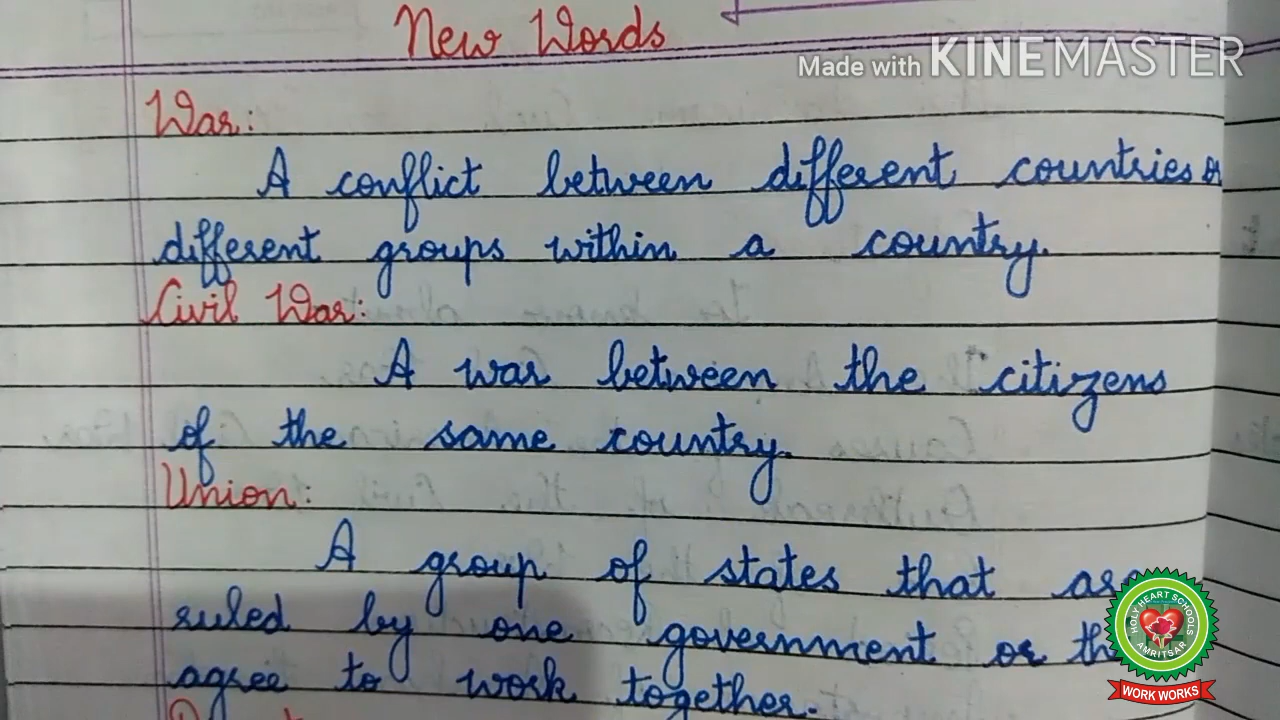 New Words
Made with KINEMASTER
War:
A conflict between different countries or
different groups within a country.
Civil War:
A war between the citizens
of the same country.
Union:
A group of states that are
ruled by one government or
agree to work together.
HOLY HEART SCHOOLS
AMRITSAR
WORK WORKS